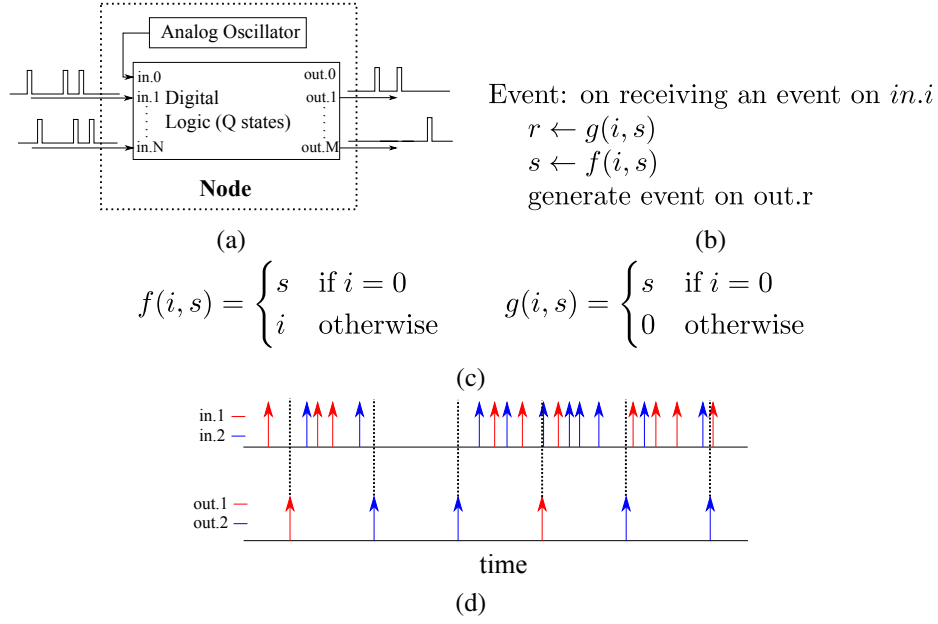 Analog Oscillator
in.0
out.0
in.1
Digital
out.1
Logic (Q states)
in.N
out.M
Node
(a)
Event: on receiving an event on in.i
r ← g(i, s)
s ← f(i, s)
generate event on out.r
(b)
f(i, s) = { s if i = 0
i otherwise
g(i, s) = { s if i = 0
0 otherwise
(c)
in.1
in.2
out.1
out.2
time
(d)